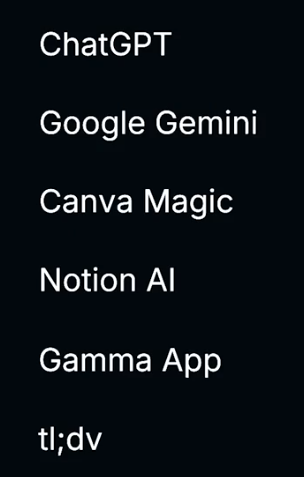 ChatGPT
Google Gemini
Canva Magic
Notion AI
Gamma App
tl;dv